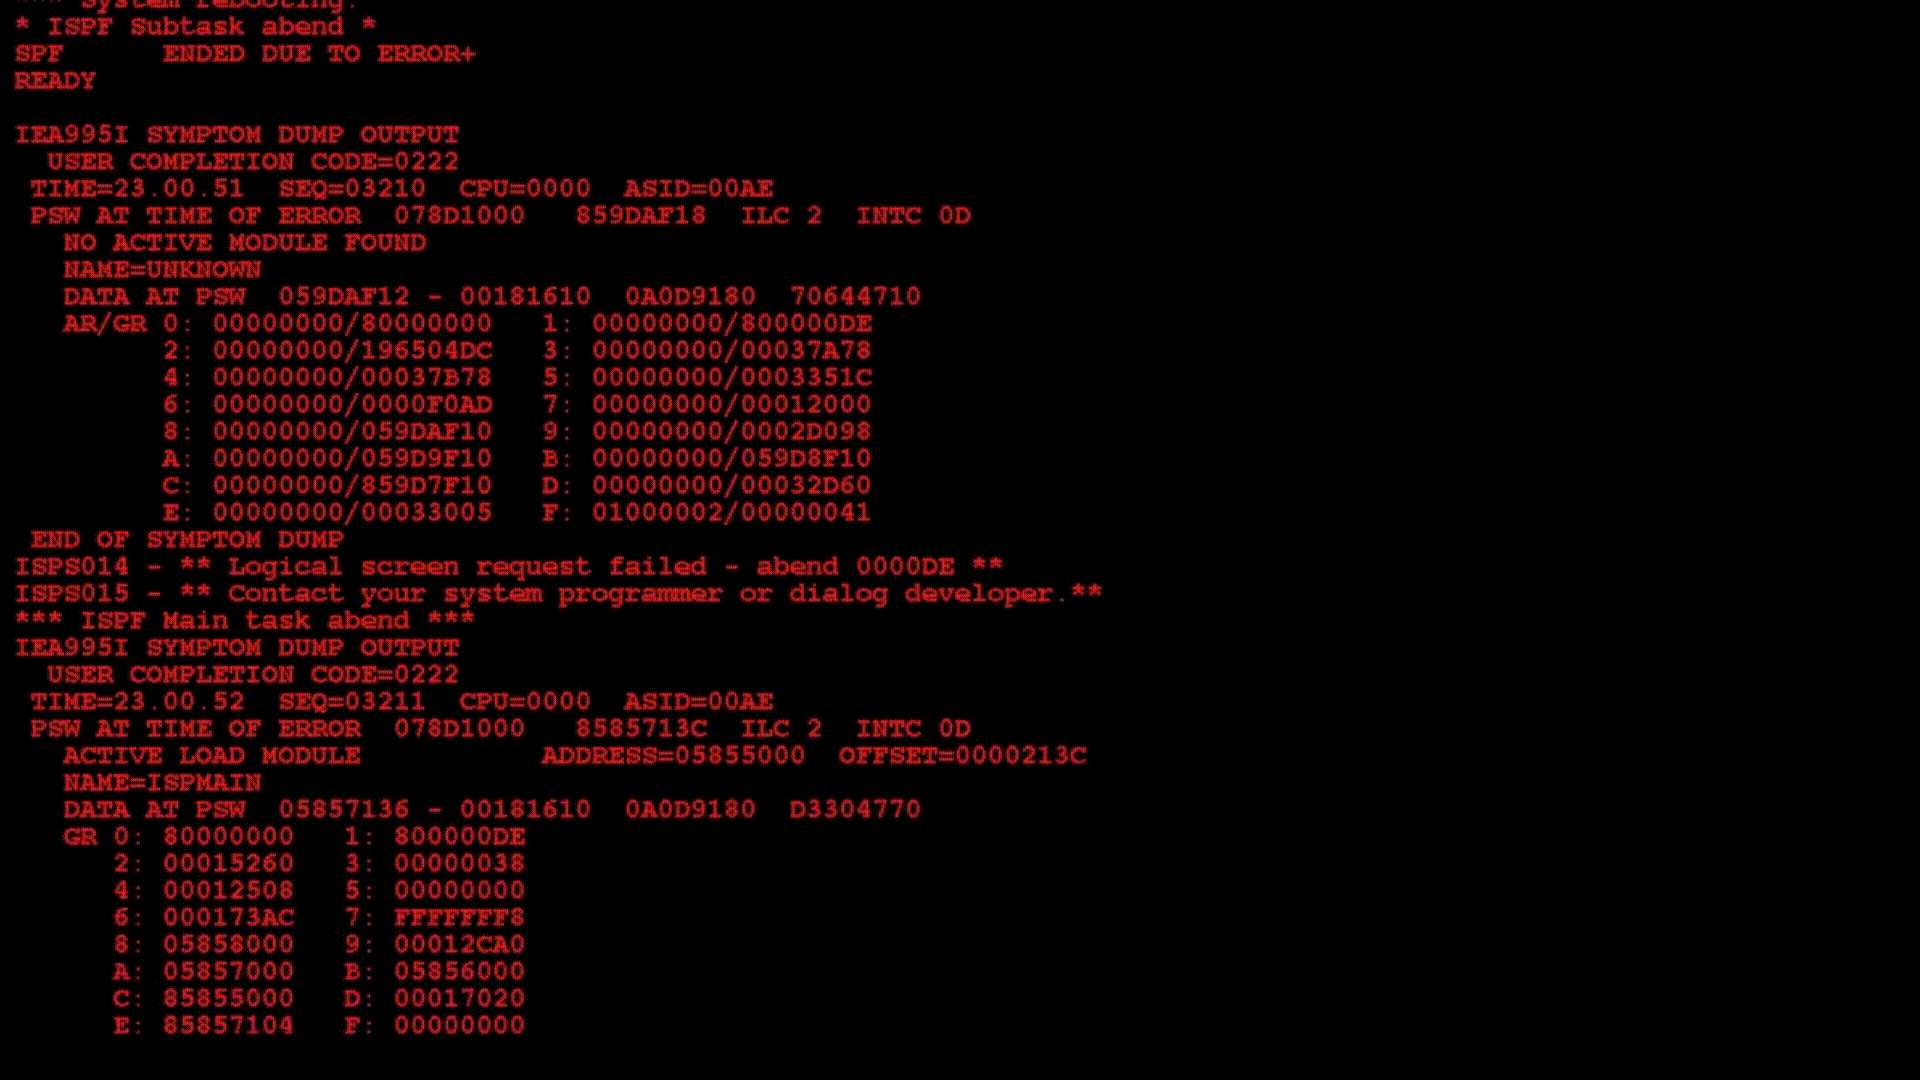 *** System rebooting.
* ISPF Subtask abend *
SPF      ENDED DUE TO ERROR+
READY

IEA995I SYMPTOM DUMP OUTPUT
  USER COMPLETION CODE=0222
 TIME=23.00.51  SEQ=03210  CPU=0000  ASID=00AE
 PSW AT TIME OF ERROR  078D1000   859DAF18  ILC 2  INTC 0D
   NO ACTIVE MODULE FOUND
   NAME=UNKNOWN
   DATA AT PSW  059DAF12 - 00181610  0A0D9180  70644710
   AR/GR 0: 00000000/80000000   1: 00000000/800000DE
         2: 00000000/196504DC   3: 00000000/00037A78
         4: 00000000/00037B78   5: 00000000/0003351C
         6: 00000000/0000F0AD   7: 00000000/00012000
         8: 00000000/059DAF10   9: 00000000/0002D098
         A: 00000000/059D9F10   B: 00000000/059D8F10
         C: 00000000/859D7F10   D: 00000000/00032D60
         E: 00000000/00033005   F: 01000002/00000041
 END OF SYMPTOM DUMP
ISPS014 - ** Logical screen request failed - abend 0000DE **
ISPS015 - ** Contact your system programmer or dialog developer.**
*** ISPF Main task abend ***
IEA995I SYMPTOM DUMP OUTPUT
  USER COMPLETION CODE=0222
 TIME=23.00.52  SEQ=03211  CPU=0000  ASID=00AE
 PSW AT TIME OF ERROR  078D1000   8585713C  ILC 2  INTC 0D
   ACTIVE LOAD MODULE           ADDRESS=05855000  OFFSET=0000213C
   NAME=ISPMAIN
   DATA AT PSW  05857136 - 00181610  0A0D9180  D3304770
   GR 0: 80000000   1: 800000DE
      2: 00015260   3: 00000038
      4: 00012508   5: 00000000
      6: 000173AC   7: FFFFFFF8
      8: 05858000   9: 00012CA0
      A: 05857000   B: 05856000
      C: 85855000   D: 00017020
      E: 85857104   F: 00000000